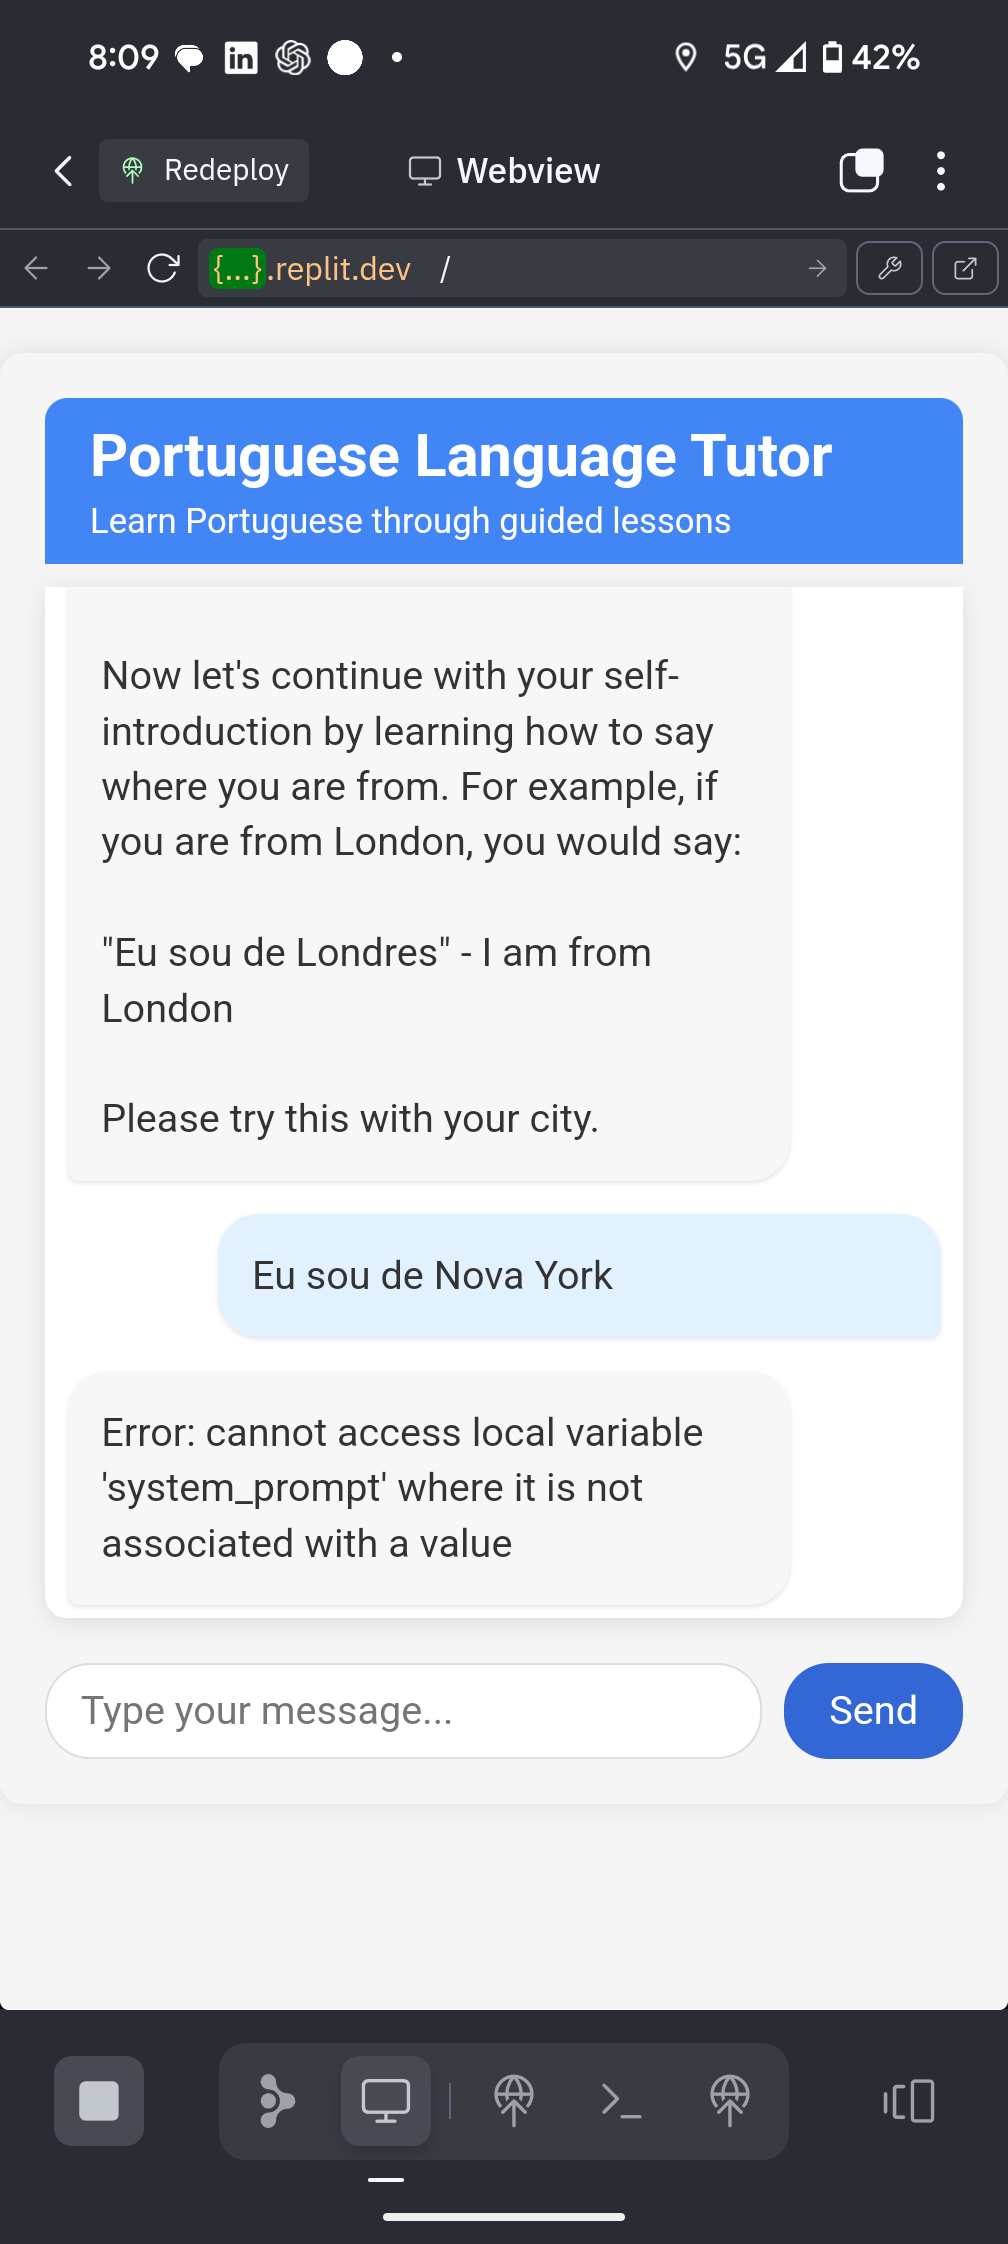 8:09
5G 42%
Redeploy
Webview
{...}.replit.dev /
Portuguese Language Tutor
Learn Portuguese through guided lessons
Now let's continue with your self-
introduction by learning how to say
where you are from. For example, if
you are from London, you would say:
"Eu sou de Londres" - I am from
London
Please try this with your city.
Eu sou de Nova York
Error: cannot access local variable
'system_prompt' where it is not
associated with a value
Type your message...
Send